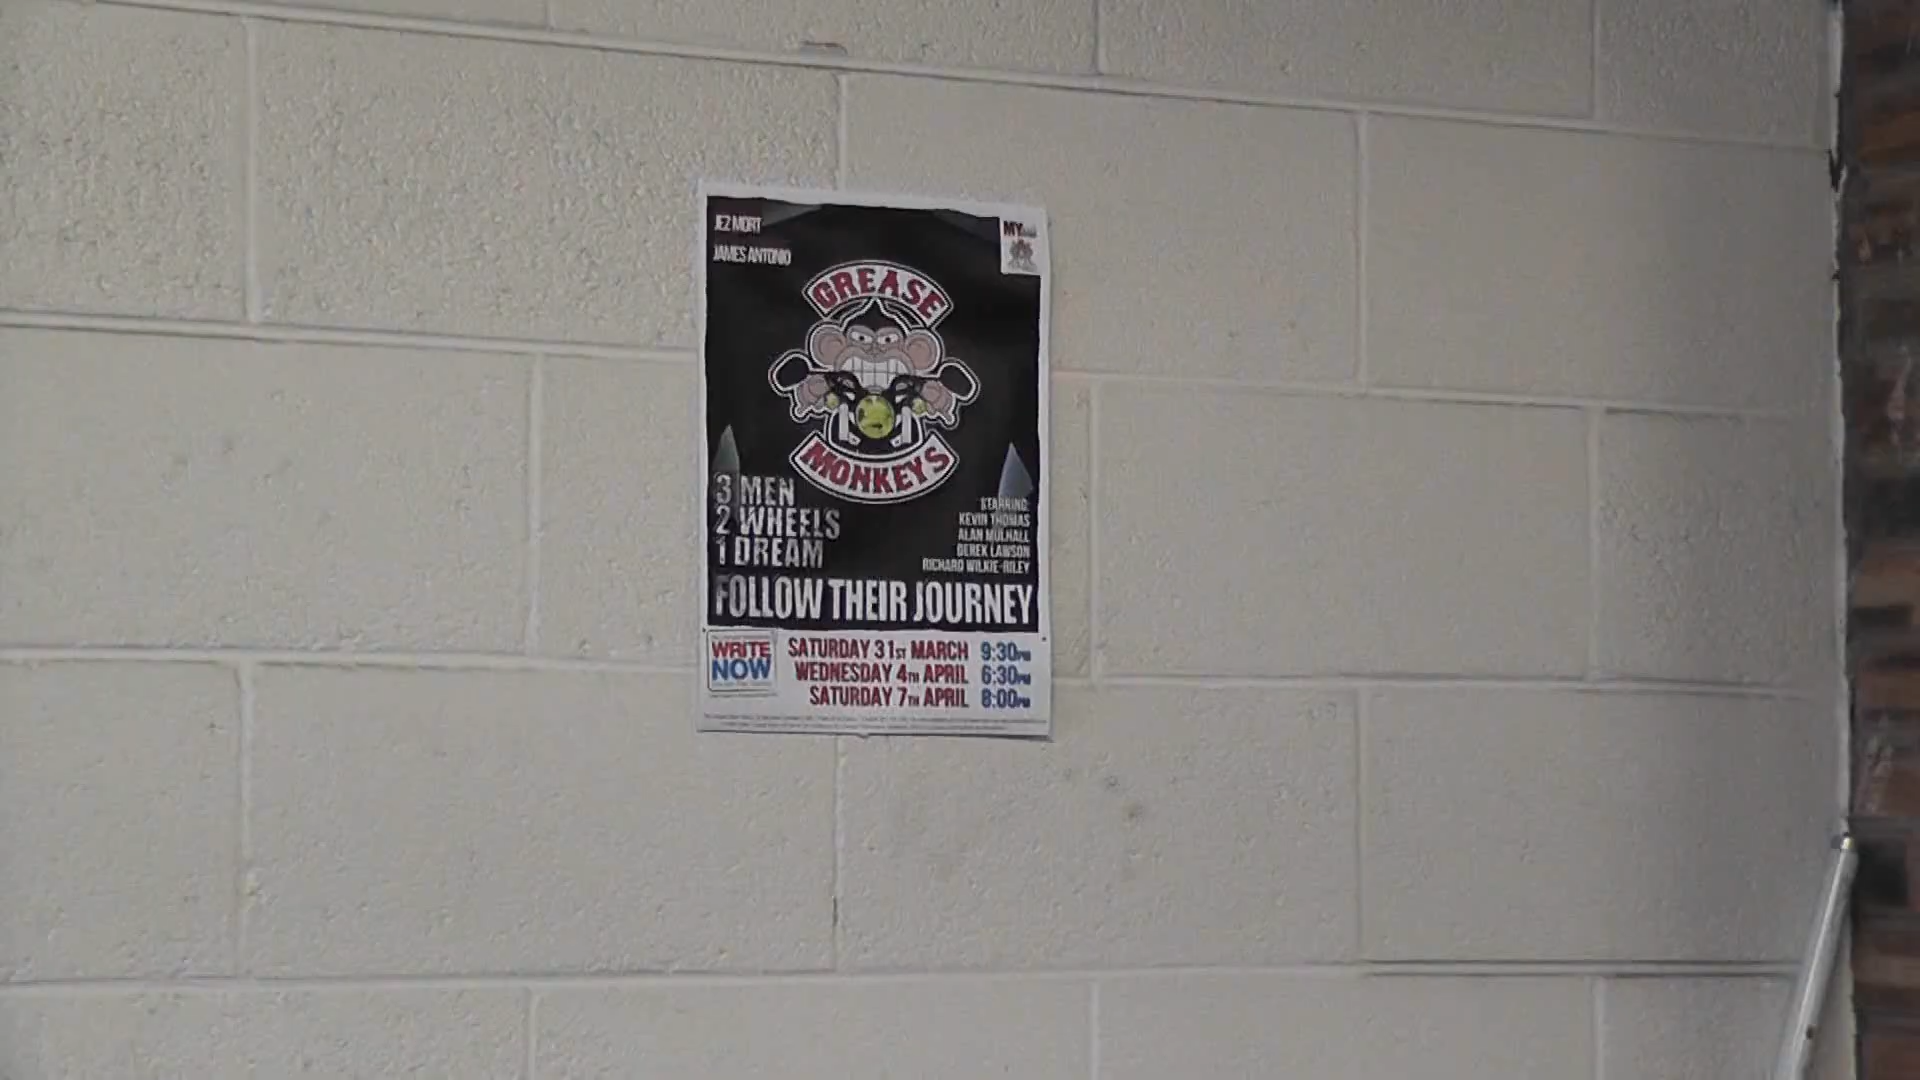 JEZ MORT
JAMES ANTONIO
MY
GREASE
MONKEYS
3 MEN
2 WHEELS
1 DREAM
STARRING:
KEVIN THOMAS
ALAN MULHALL
DEREK LAWSON
RICHARD WILKIE-RILEY
FOLLOW THEIR JOURNEY
WRITE
NOW
SATURDAY 31ST MARCH 9:30PM
WEDNESDAY 4TH APRIL 6:30PM
SATURDAY 7TH APRIL 8:00PM